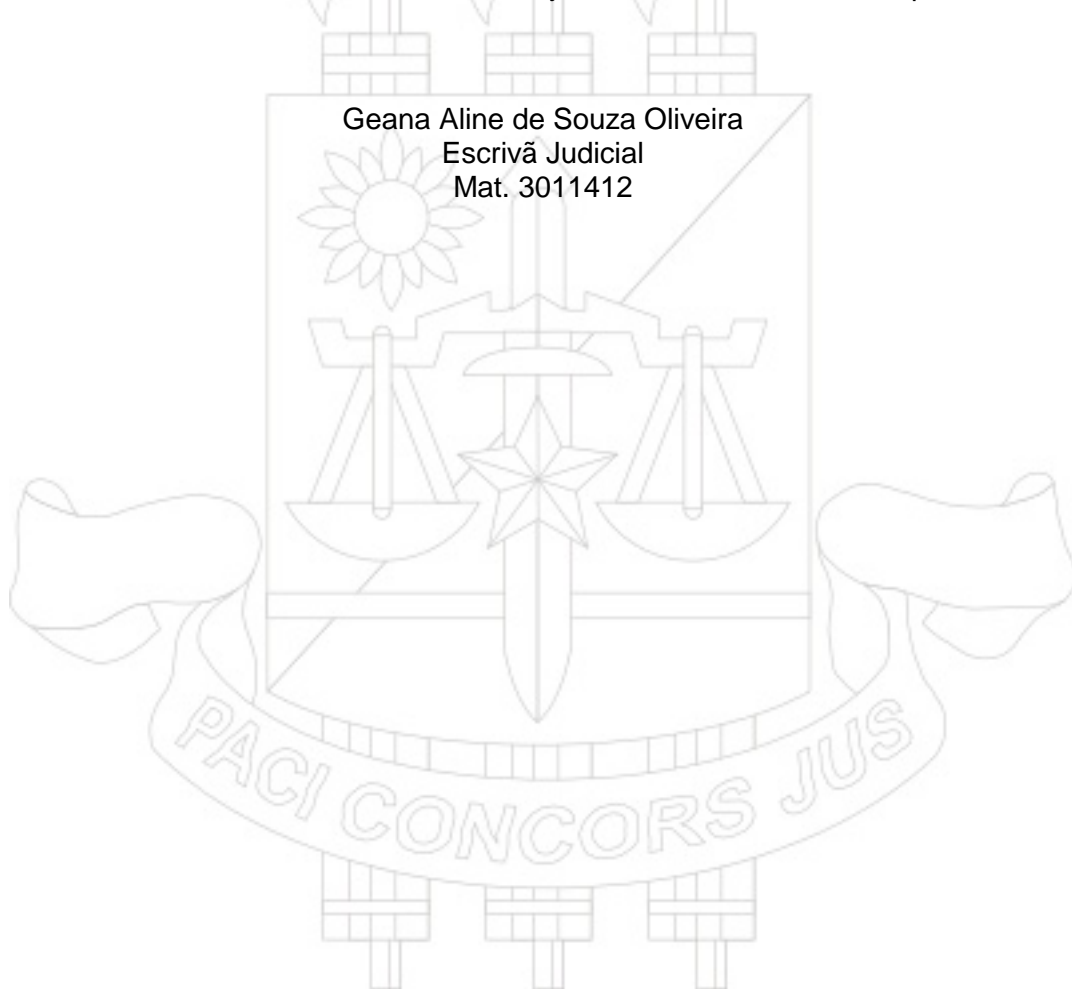 Geana Aline de Souza Oliveira
Escrivã Judicial
Mat. 3011412
PACI CONCORS JUS